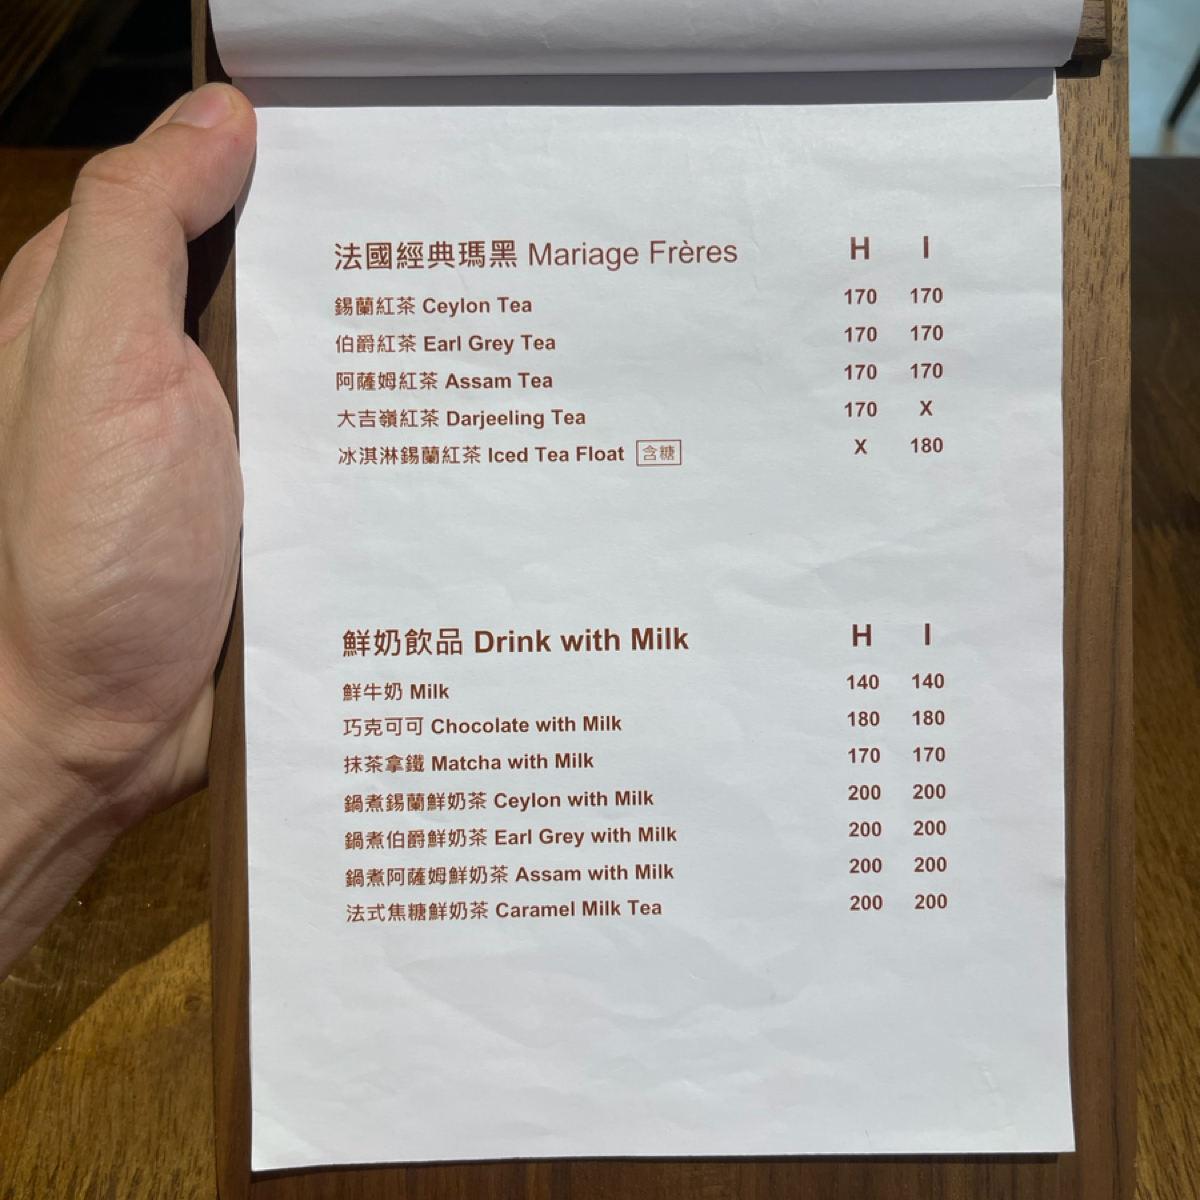 法國經典瑪黑 Mariage Frères H I
錫蘭紅茶 Ceylon Tea 170 170
伯爵紅茶 Earl Grey Tea 170 170
阿薩姆紅茶 Assam Tea 170 170
大吉嶺紅茶 Darjeeling Tea 170 X
冰淇淋錫蘭紅茶 Iced Tea Float 含糖 X 180
鮮奶飲品 Drink with Milk H I
鮮牛奶 Milk 140 140
巧克可可 Chocolate with Milk 180 180
抹茶拿鐵 Matcha with Milk 170 170
鍋煮錫蘭鮮奶茶 Ceylon with Milk 200 200
鍋煮伯爵鮮奶茶 Earl Grey with Milk 200 200
鍋煮阿薩姆鮮奶茶 Assam with Milk 200 200
法式焦糖鮮奶茶 Caramel Milk Tea 200 200